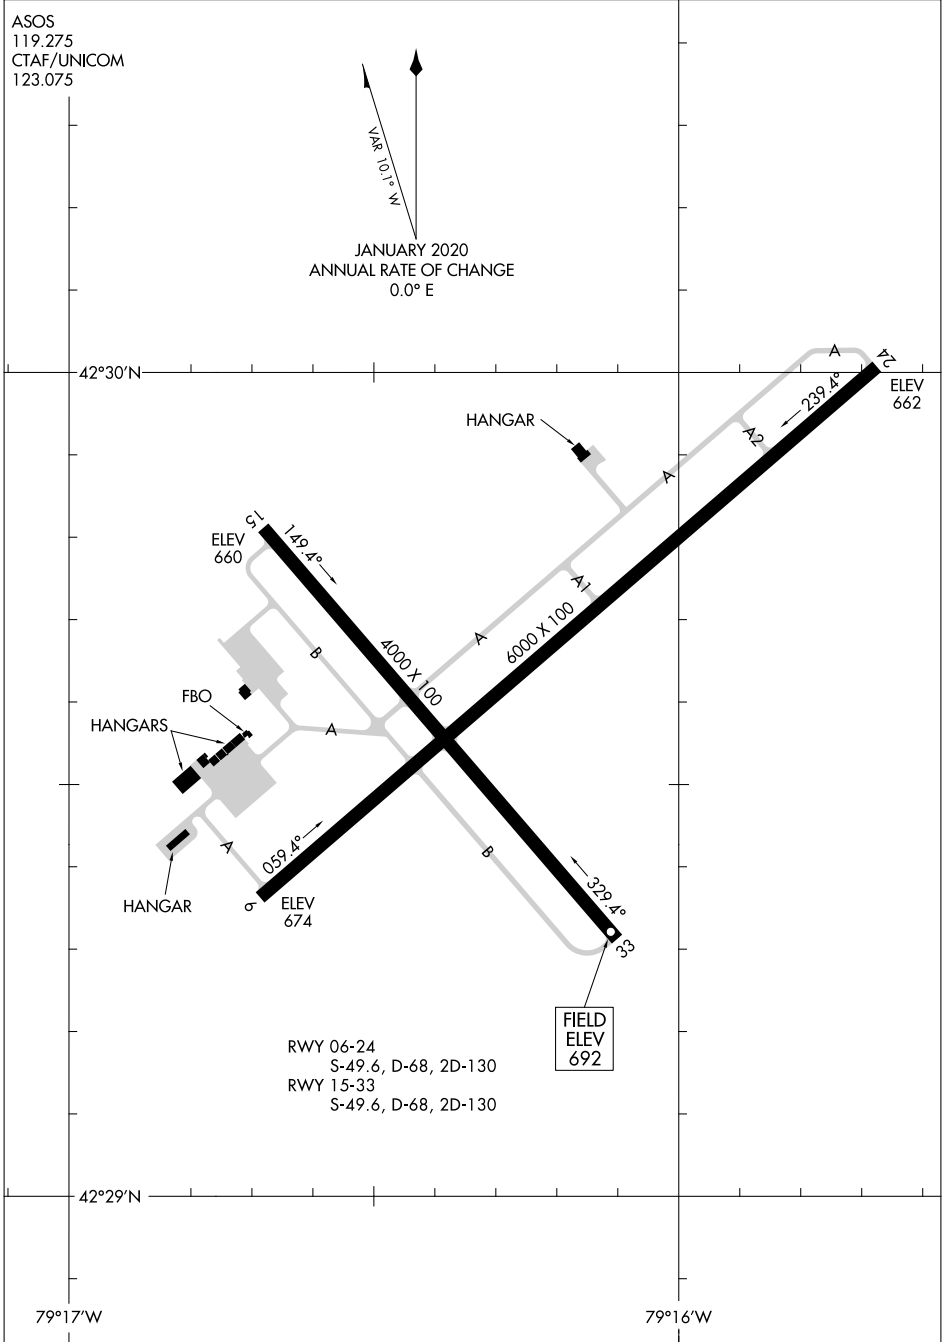 ASOS
119.275
CTAF/UNICOM
123.075
VAR 10.1° W
JANUARY 2020
ANNUAL RATE OF CHANGE
0.0° E
42°30'N
A
24
239.4°
ELEV
662
HANGAR
A2
A
15
149.4°
ELEV
660
A1
6000 X 100
A
4000 X 100
B
FBO
HANGARS
A
A
059.4°
B
329.4°
HANGAR
6
ELEV
674
33
FIELD
ELEV
692
RWY 06-24
S-49.6, D-68, 2D-130
RWY 15-33
S-49.6, D-68, 2D-130
42°29'N
79°17'W
79°16'W